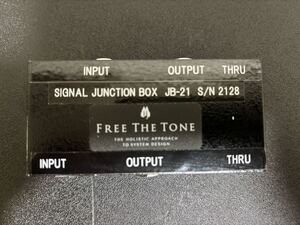 INPUT OUTPUT THRU
SIGNAL JUNCTION BOX JB-21 S/N 2128
FREE THE TONE
THE HOLISTIC APPROACH
TO SYSTEM DESIGN
INPUT OUTPUT THRU